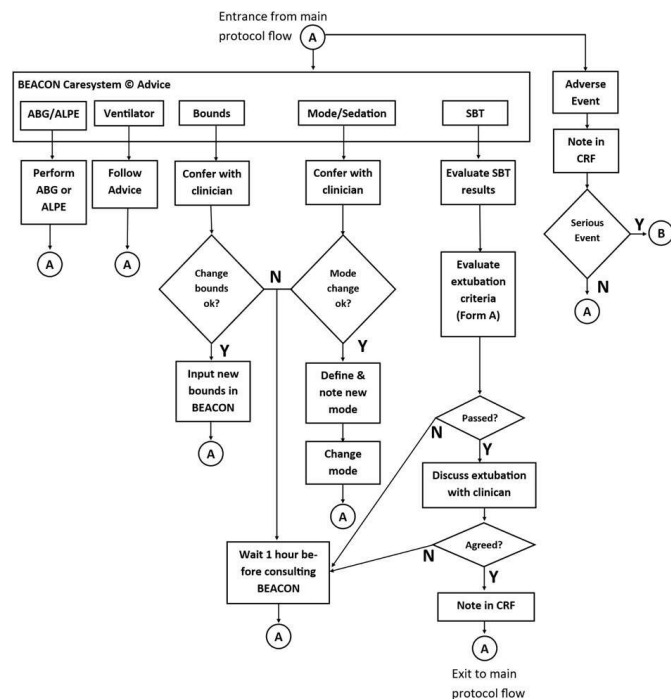 Entrance from main
protocol flow
A
BEACON Caresystem © Advice
ABG/ALPE
Ventilator
Bounds
Mode/Sedation
SBT
Adverse
Event
Perform
ABG or
ALPE
Follow
Advice
Confer with
clinician
Confer with
clinician
Evaluate SBT
results
Note in
CRF
A
A
Change
bounds
ok?
N
Mode
change
ok?
Evaluate
extubation
criteria
(Form A)
Serious
Event
Y
B
N
A
Y
Y
Input new
bounds in
BEACON
Define &
note new
mode
A
Change
mode
A
Passed?
N
Y
Discuss extubation
with clinican
Agreed?
N
Y
Wait 1 hour be-
fore consulting
BEACON
A
Note in CRF
A
Exit to main
protocol flow